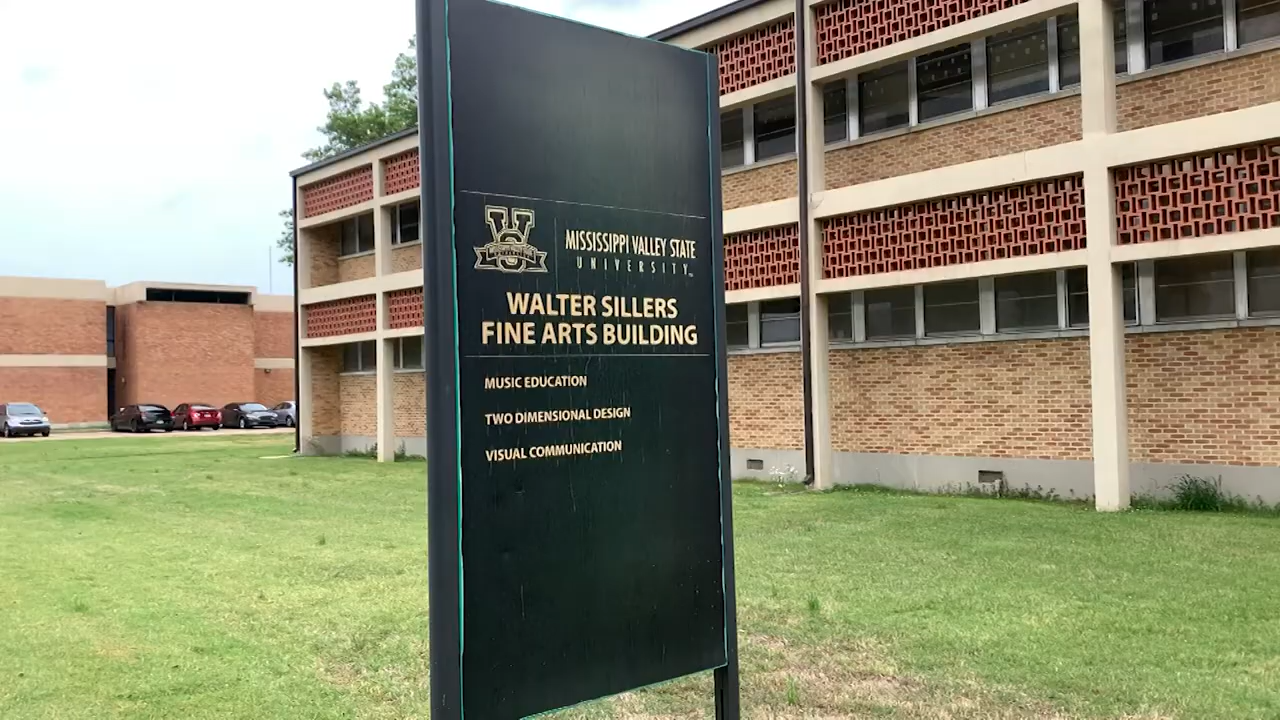 MISSISSIPPI VALLEY STATE
UNIVERSITY
WALTER SILLERS
FINE ARTS BUILDING
MUSIC EDUCATION
TWO DIMENSIONAL DESIGN
VISUAL COMMUNICATION